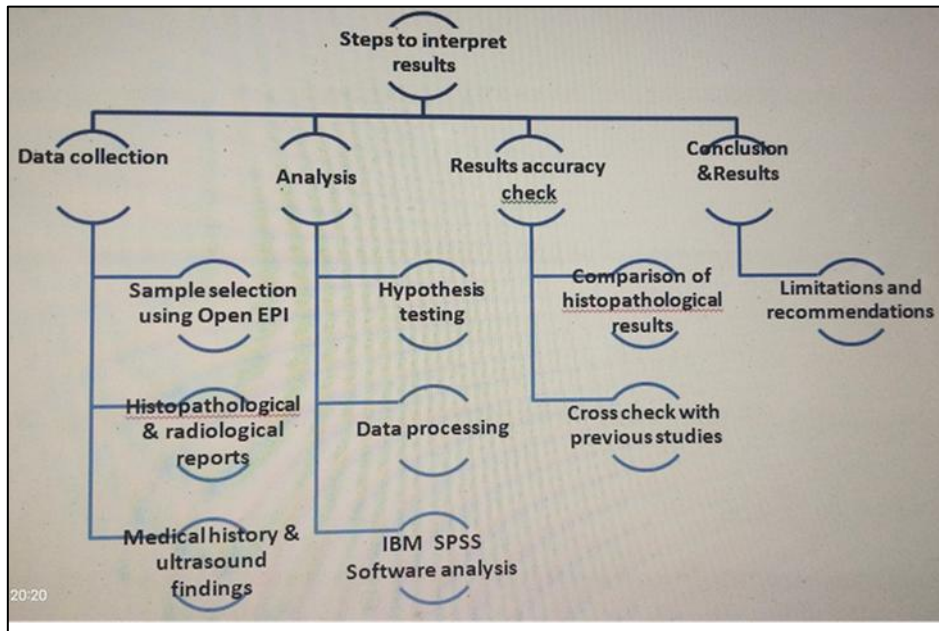 Steps to interpret
results
Data collection
Analysis
Results accuracy
check
Conclusion
&Results
Sample selection
using Open EPI
Histopathological
& radiological
reports
Medical history &
ultrasound
findings
Hypothesis
testing
Data processing
IBM SPSS
Software analysis
Comparison of
histopathological
results
Cross check with
previous studies
Limitations and
recommendations
20:20